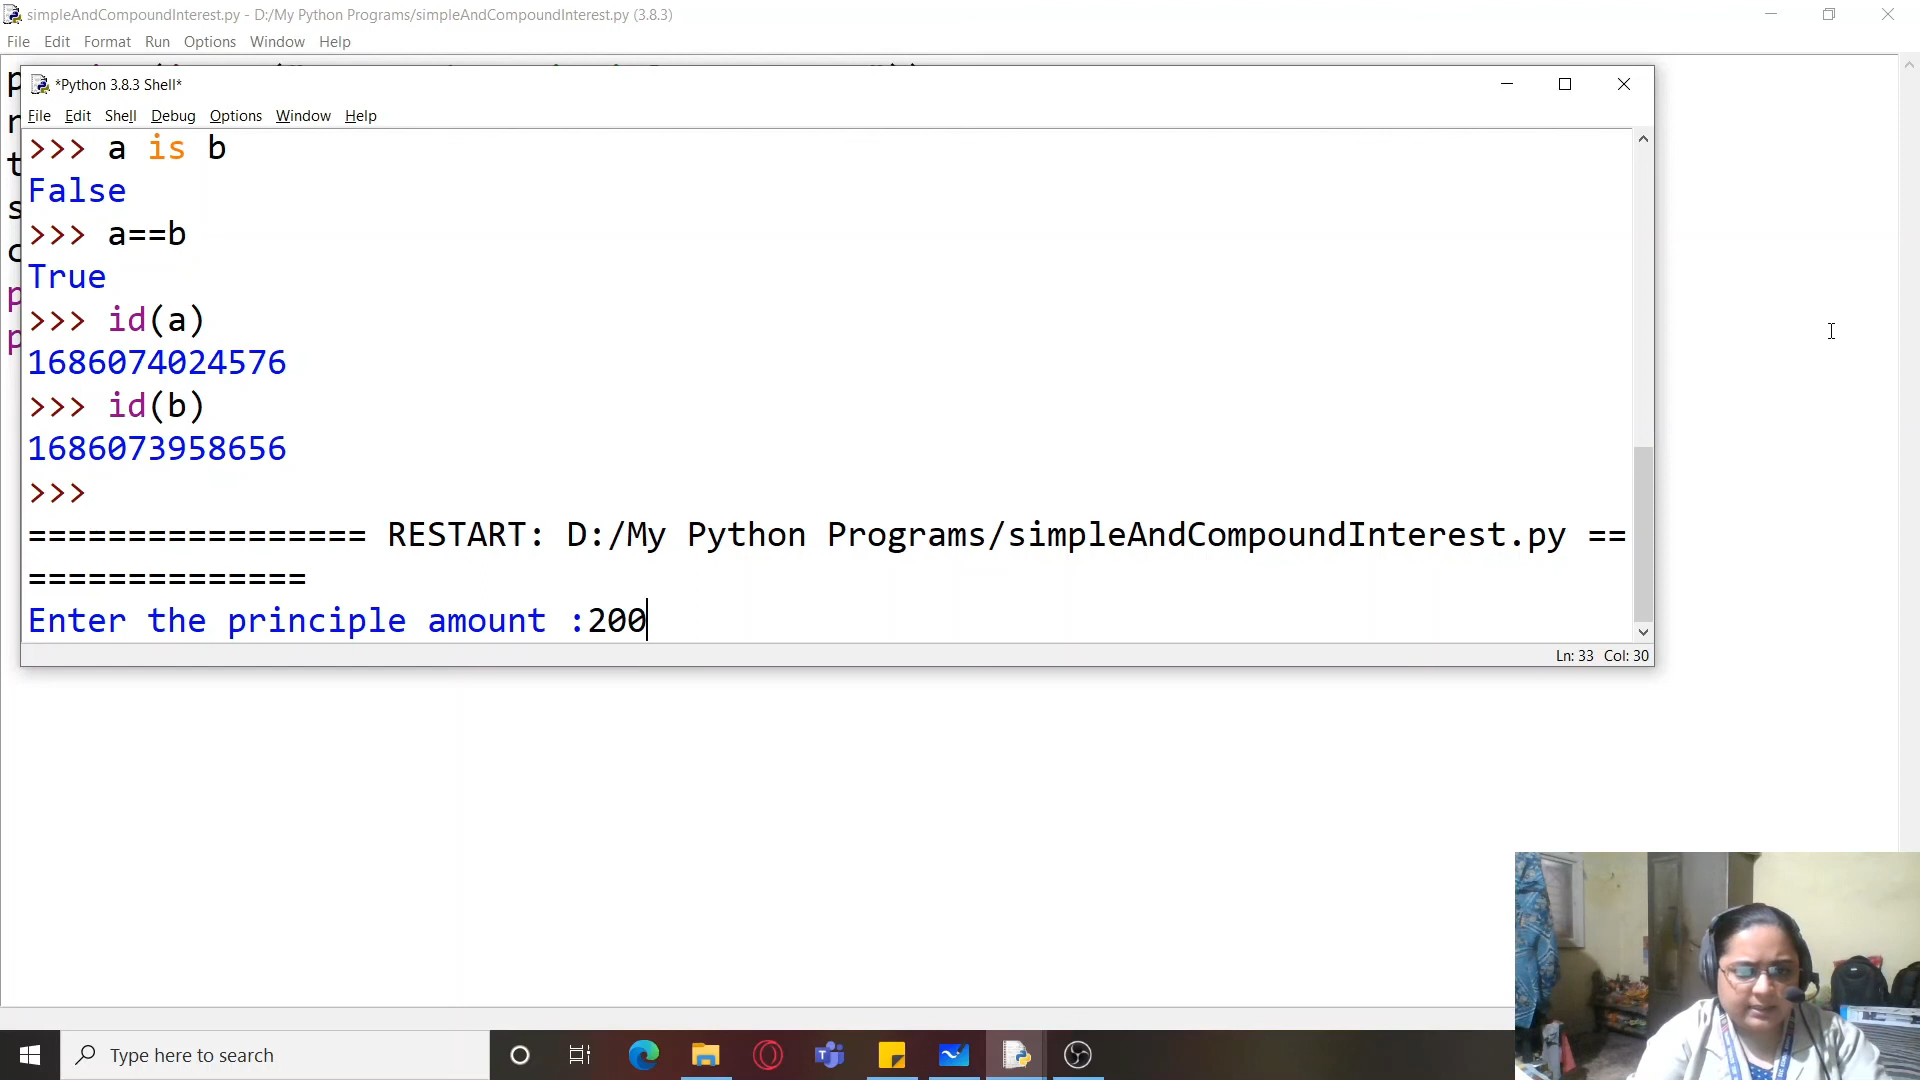 simpleAndCompoundInterest.py - D:/My Python Programs/simpleAndCompoundInterest.py (3.8.3)
File Edit Format Run Options Window Help
*Python 3.8.3 Shell*
File Edit Shell Debug Options Window Help
>>> a is b
False
>>> a==b
True
>>> id(a)
1686074024576
>>> id(b)
1686073958656
>>>
================= RESTART: D:/My Python Programs/simpleAndCompoundInterest.py ==
==============
Enter the principle amount :200
Ln: 33 Col: 30
Type here to search